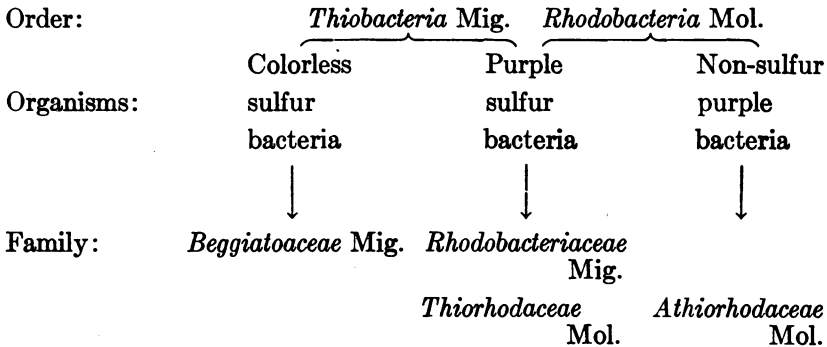 Order: Thiobacteria Mig. Rhodobacteria Mol.
Colorless Purple Non-sulfur
Organisms: sulfur sulfur purple
bacteria bacteria bacteria
Family: Beggiatoaceae Mig. Rhodobacteriaceae
Mig.
Thiorhodaceae Athiorhodaceae
Mol. Mol.